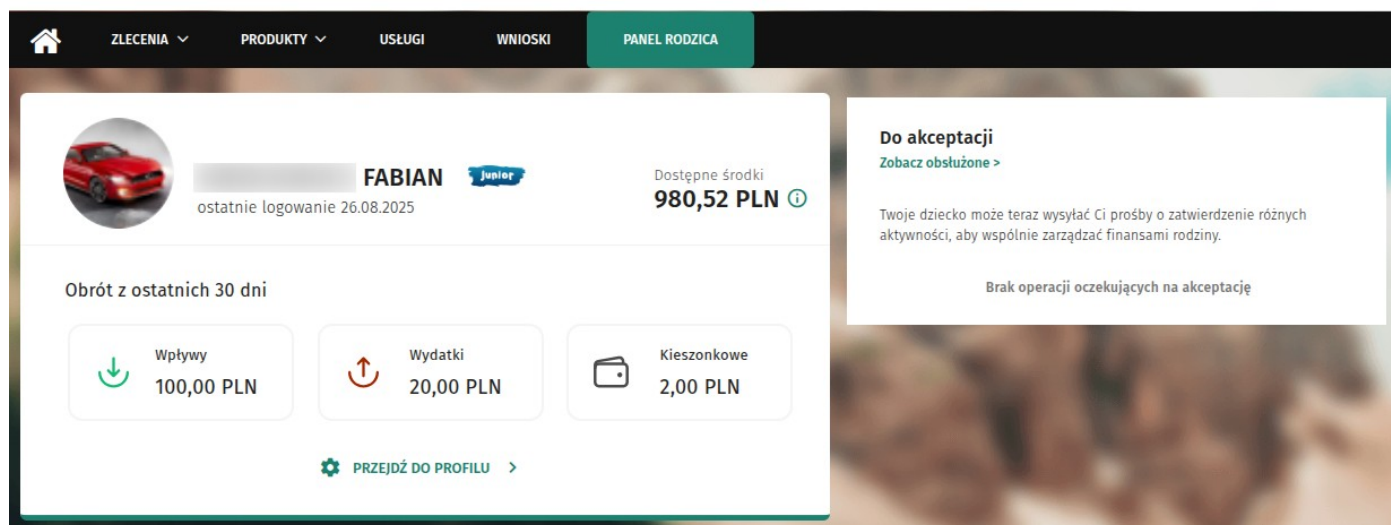 ZLECENIA PRODUKTY USŁUGI WNIOSKI PANEL RODZICA
FABIAN junior
ostatnie logowanie 26.08.2025
Dostępne środki
980,52 PLN
Obrót z ostatnich 30 dni
Wpływy
100,00 PLN
Wydatki
20,00 PLN
Kieszonkowe
2,00 PLN
PRZEJDŹ DO PROFILU >
Do akceptacji
Zobacz obsłużone >
Twoje dziecko może teraz wysyłać Ci prośby o zatwierdzenie różnych
aktywności, aby wspólnie zarządzać finansami rodziny.
Brak operacji oczekujących na akceptację